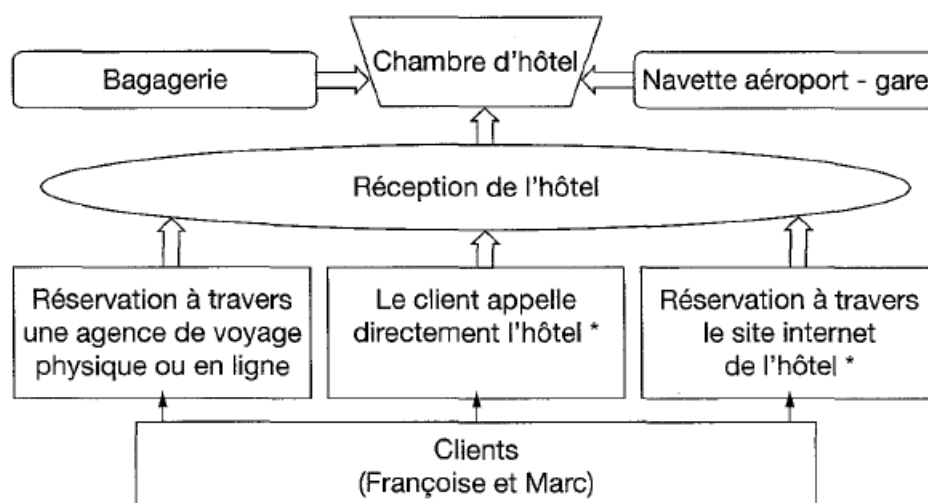 Chambre d'hôtel
Bagagerie
Navette aéroport - gare
Réception de l'hôtel
Réservation à travers
une agence de voyage
physique ou en ligne
Le client appelle
directement l'hôtel *
Réservation à travers
le site internet
de l'hôtel *
Clients
(Françoise et Marc)